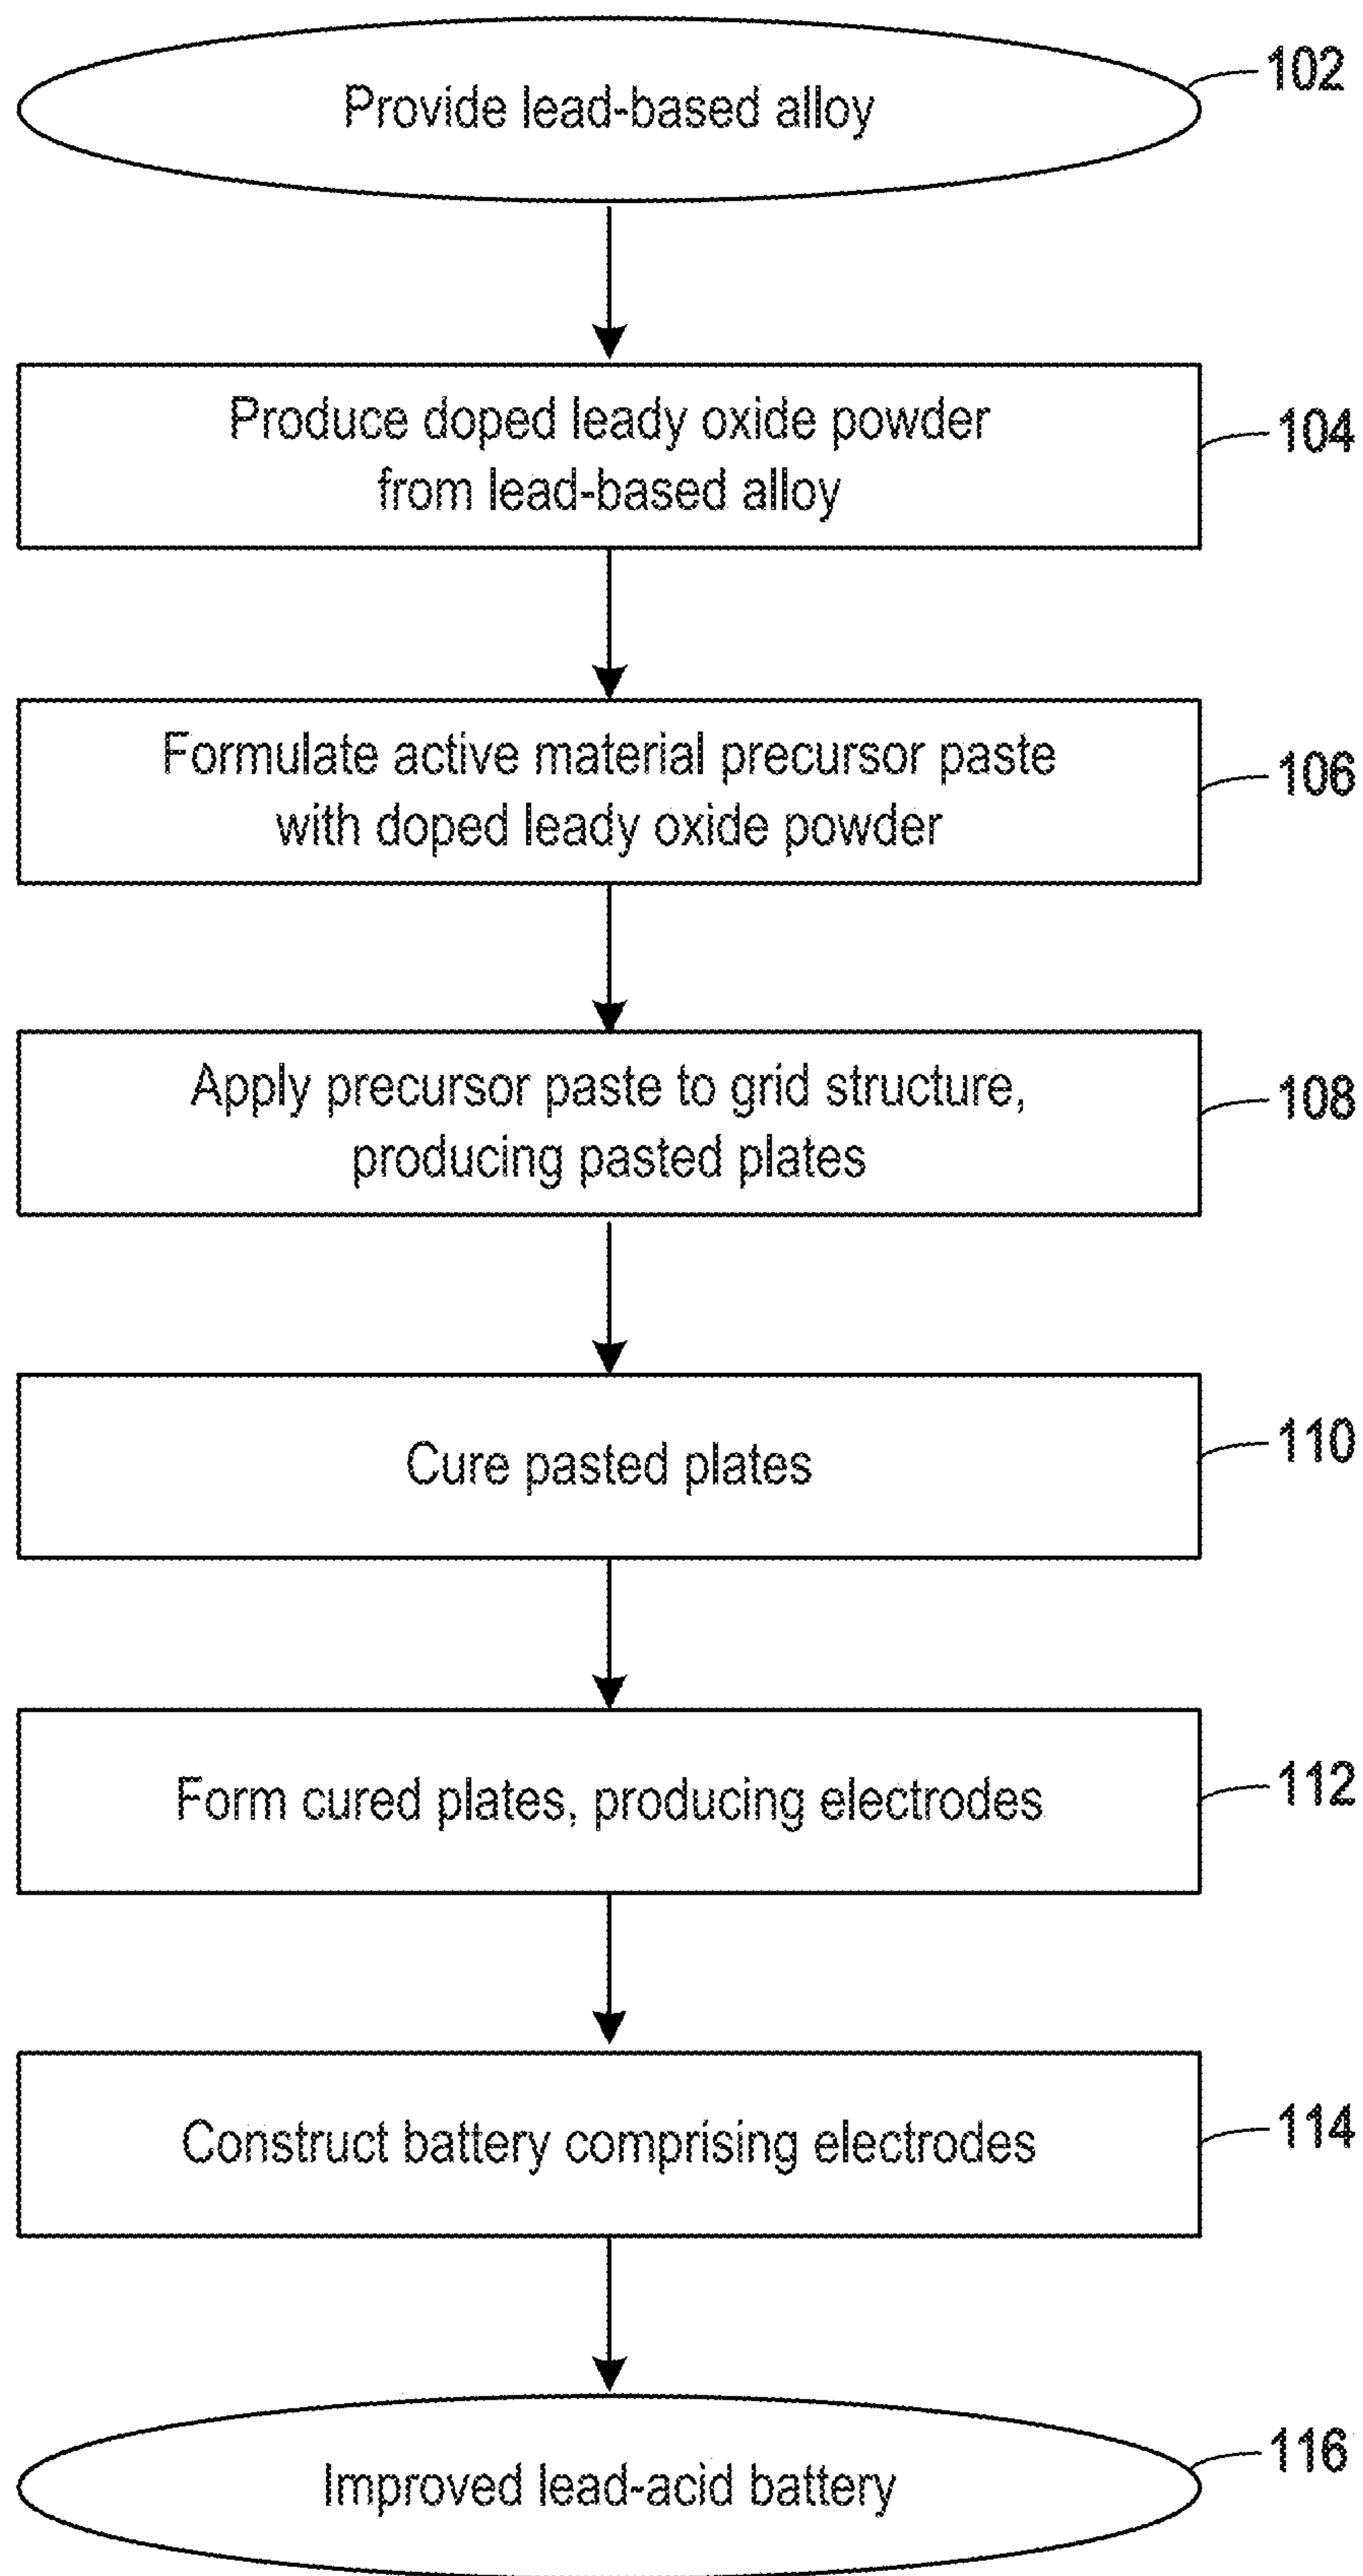 Provide lead-based alloy
102
Produce doped leady oxide powder
from lead-based alloy
104
Formulate active material precursor paste
with doped leady oxide powder
106
Apply precursor paste to grid structure,
producing pasted plates
108
Cure pasted plates
110
Form cured plates, producing electrodes
112
Construct battery comprising electrodes
114
Improved lead-acid battery
116